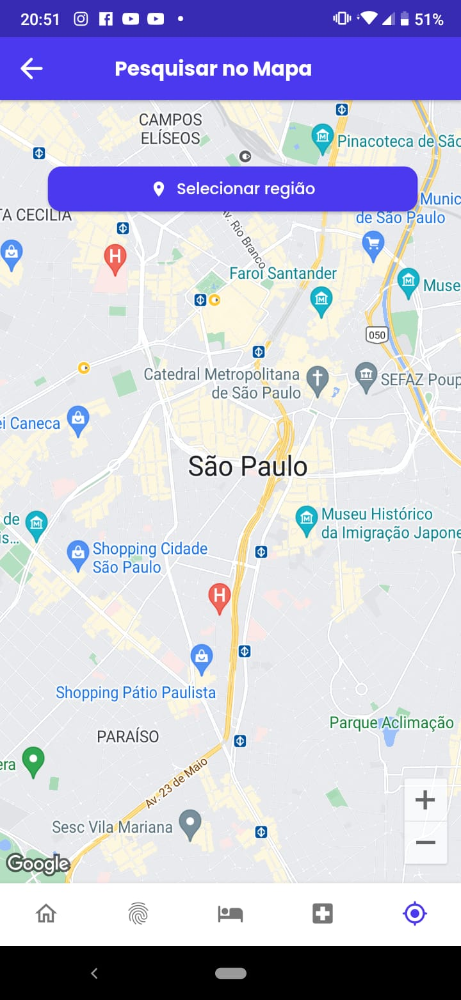 20:51
51%
Pesquisar no Mapa
CAMPOS
ELÍSEOS
Pinacoteca de São
Selecionar região
Munic
de São Paulo
TA CECILIA
Av. Rio Branco
Farol Santander
Muse
050
Catedral Metropolitana
de São Paulo
SEFAZ Poup
ei Caneca
São Paulo
de
is...
Museu Histórico
da Imigração Japone
Shopping Cidade
São Paulo
Shopping Pátio Paulista
Parque Aclimação
PARAÍSO
era
Av. 23 de Maio
Sesc Vila Mariana
Google